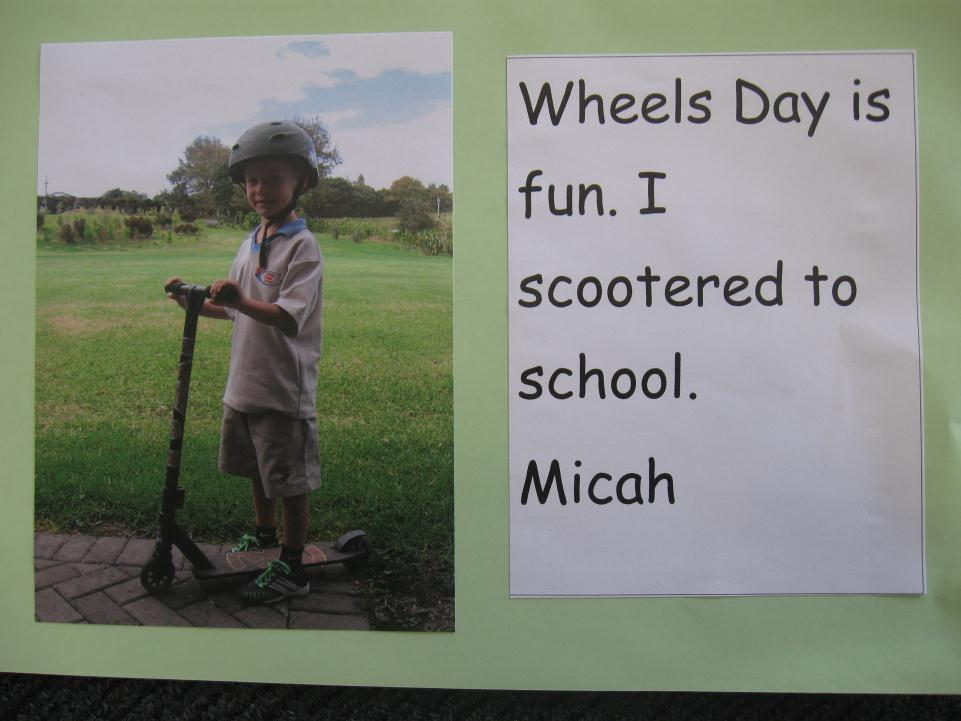 Wheels Day is
fun. I
scootered to
school.
Micah